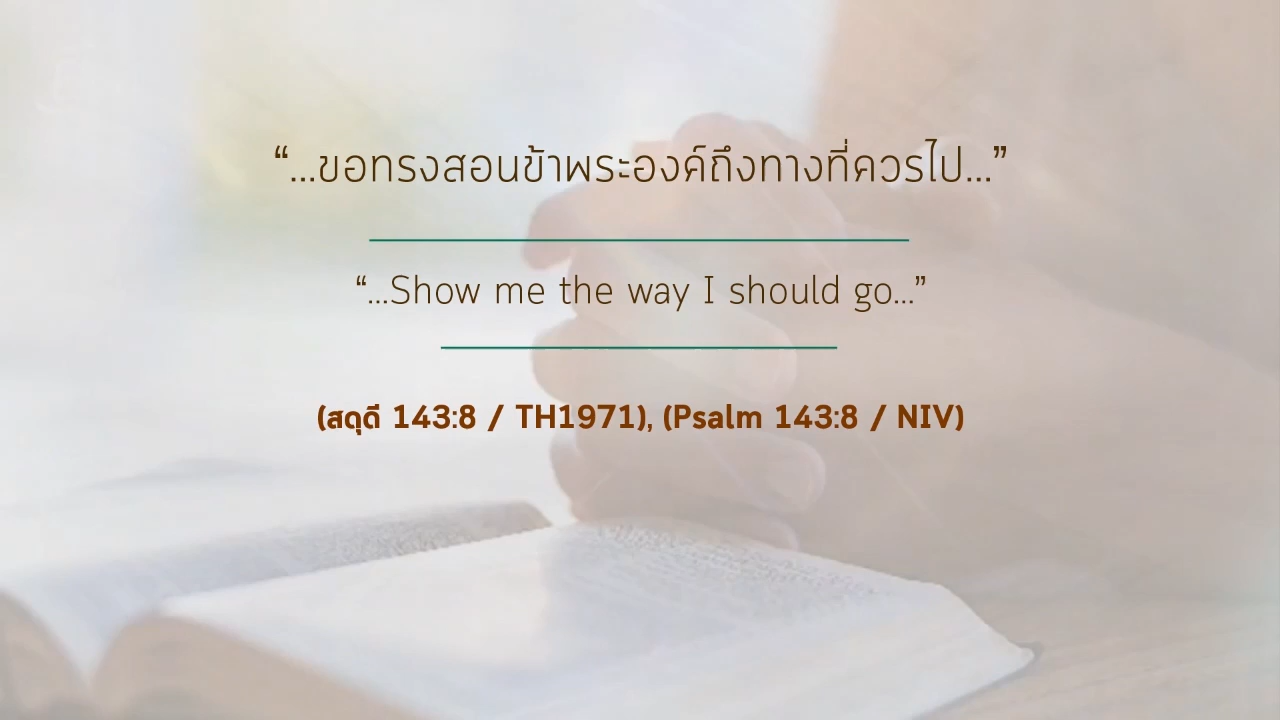 “...ขอทรงสอนข้าพระองค์ถึงทางที่ควรไป...”
“...Show me the way I should go...”
(สดุดี 143:8 / TH1971), (Psalm 143:8 / NIV)